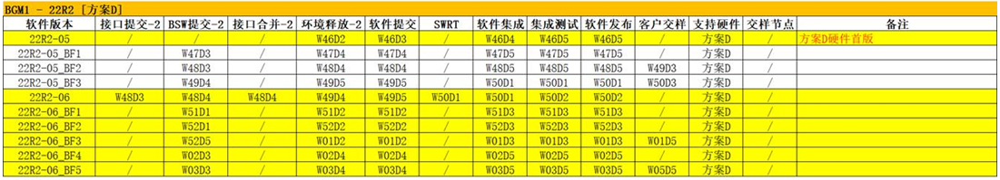 BGM1 - 22R2 [方案D]
软件版本 接口提交-2 BSW提交-2 接口合并-2 环境释放-2 软件提交 SWRT 软件集成 集成测试 软件发布 客户交样 支持硬件 交样节点 备注
22R2-05 / / / W46D2 W46D3 / W46D4 W46D5 W46D5 / 方案D / 方案D硬件首版
22R2-05_BF1 / W47D3 / W47D4 W47D4 / W47D5 W47D5 W47D5 / 方案D /
22R2-05_BF2 / W48D3 / W48D4 W48D4 / W48D5 W48D5 W48D5 W49D3 方案D /
22R2-05_BF3 / W49D4 / W49D5 W49D5 / W50D1 W50D1 W50D1 W50D3 方案D /
22R2-06 W48D3 W48D4 W48D4 W49D4 W49D5 W50D1 W50D1 W50D2 W50D2 / 方案D /
22R2-06_BF1 / W51D1 / W51D2 W51D2 / W51D3 W51D3 W51D3 / 方案D /
22R2-06_BF2 / W52D1 / W52D2 W52D2 / W52D3 W52D3 W52D3 / 方案D /
22R2-06_BF3 / W52D5 / W01D2 W01D2 / W01D3 W01D3 W01D3 W01D5 方案D /
22R2-06_BF4 / W02D3 / W02D4 W02D4 / W02D5 W02D5 W02D5 / 方案D /
22R2-06_BF5 / W03D3 / W03D4 W03D4 / W03D5 W03D5 W03D5 W05D5 方案D /